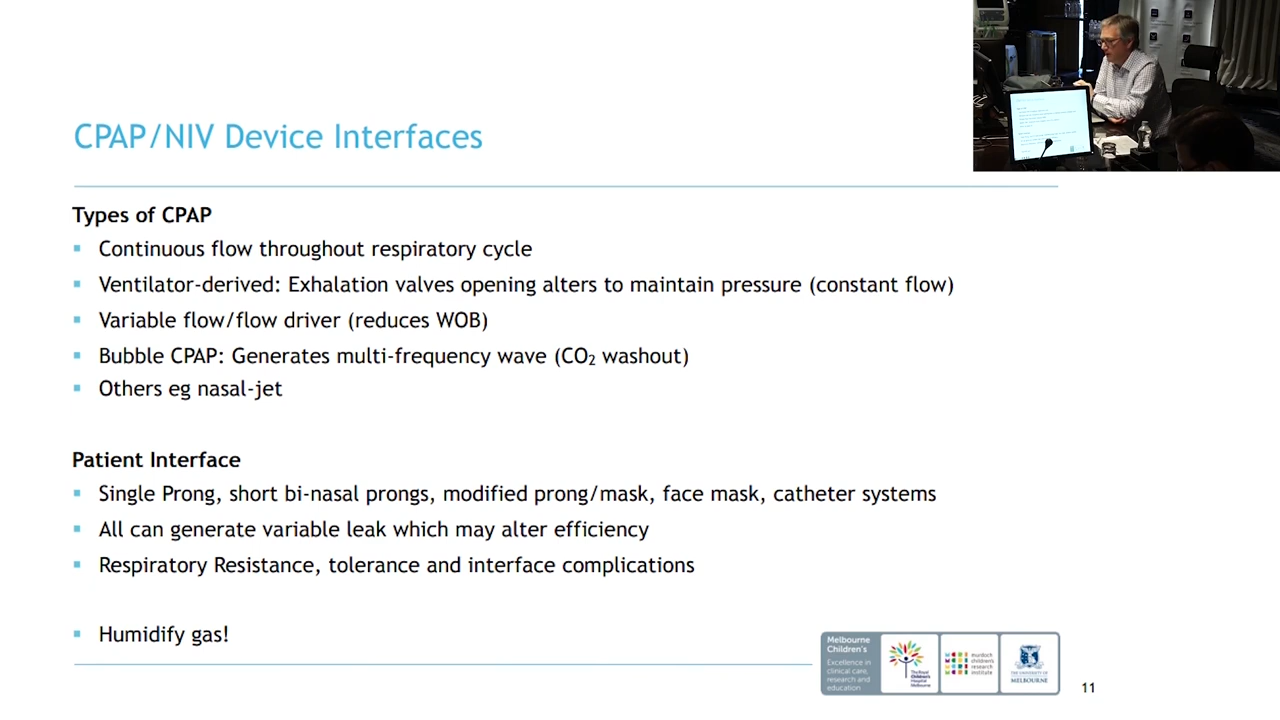 CPAP/NIV Device Interfaces
Types of CPAP
Continuous flow throughout respiratory cycle
Ventilator-derived: Exhalation valves opening alters to maintain pressure (constant flow)
Variable flow/flow driver (reduces WOB)
Bubble CPAP: Generates multi-frequency wave (CO₂ washout)
Others eg nasal-jet
Patient Interface
Single Prong, short bi-nasal prongs, modified prong/mask, face mask, catheter systems
All can generate variable leak which may alter efficiency
Respiratory Resistance, tolerance and interface complications
Humidify gas!
Melbourne
Children's
Excellence in
clinical care,
research and
education
The Royal
Children's
Hospital
Melbourne
murdoch
children's
research
institute
THE UNIVERSITY OF
MELBOURNE
11